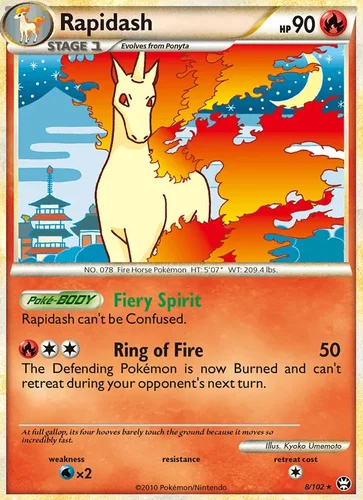 Rapidash
HP 90
STAGE 1
Evolves from Ponyta
NO. 078 Fire Horse Pokémon HT: 5'07" WT: 209.4 lbs.
Poké-BODY Fiery Spirit
Rapidash can't be Confused.
Ring of Fire 50
The Defending Pokémon is now Burned and can't
retreat during your opponent's next turn.
At full gallop, its four hooves barely touch the ground because it moves so
incredibly fast.
Illus. Kyoko Umemoto
weakness resistance retreat cost
×2
©2010 Pokémon/Nintendo 8/102 ★